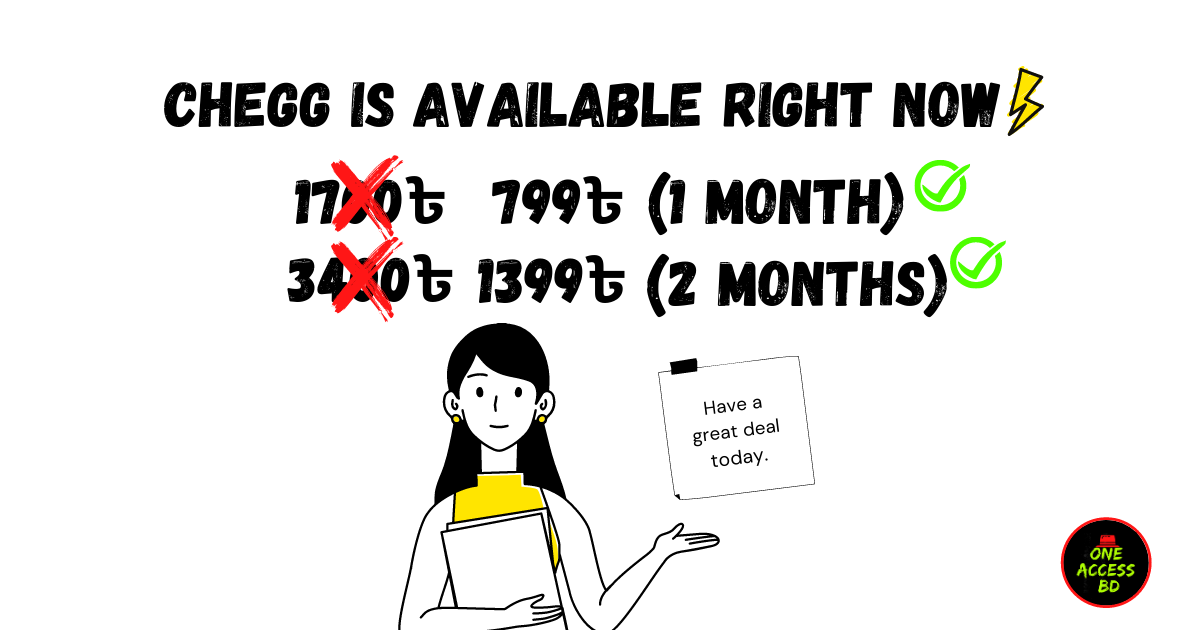 CHEGG IS AVAILABLE RIGHT NOW
1700৳ 799৳ (1 MONTH)
3400৳ 1399৳ (2 MONTHS)
Have a
great deal
today.
ONE
ACCESS
BD